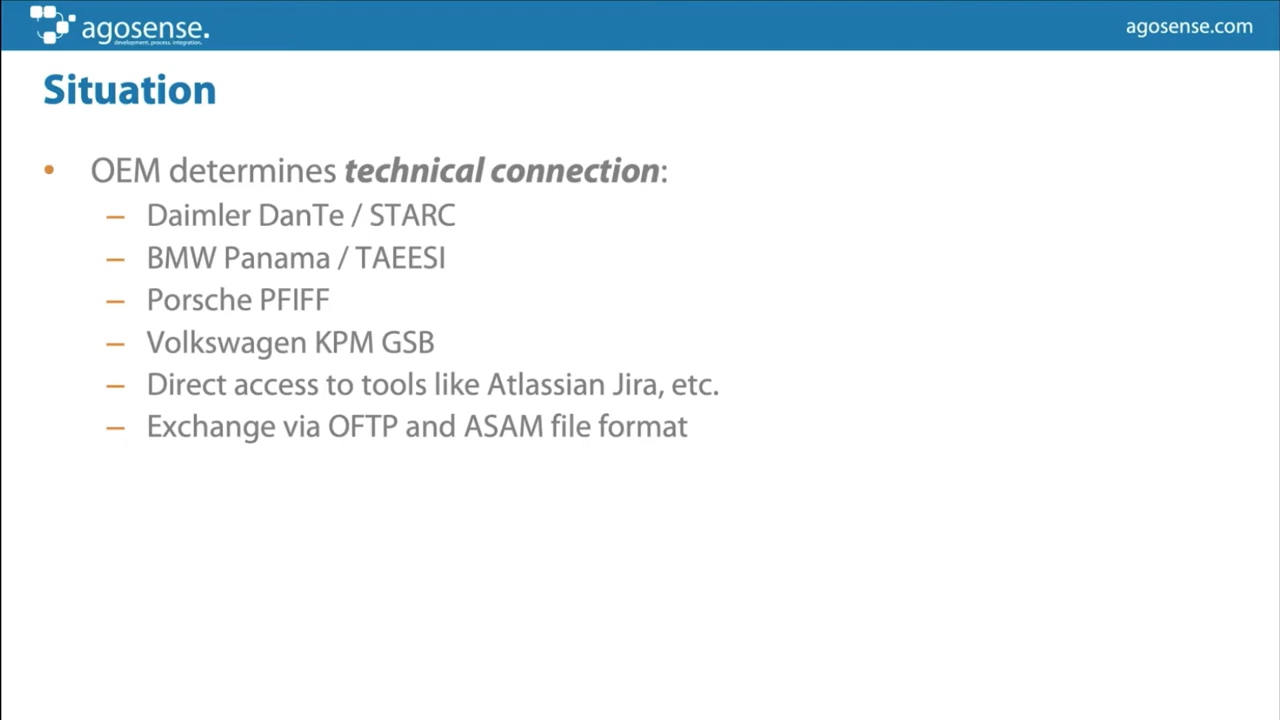 agosense.
development, process, integration.
agosense.com
Situation
• OEM determines technical connection:
– Daimler DanTe / STARC
– BMW Panama / TAEESI
– Porsche PFIFF
– Volkswagen KPM GSB
– Direct access to tools like Atlassian Jira, etc.
– Exchange via OFTP and ASAM file format